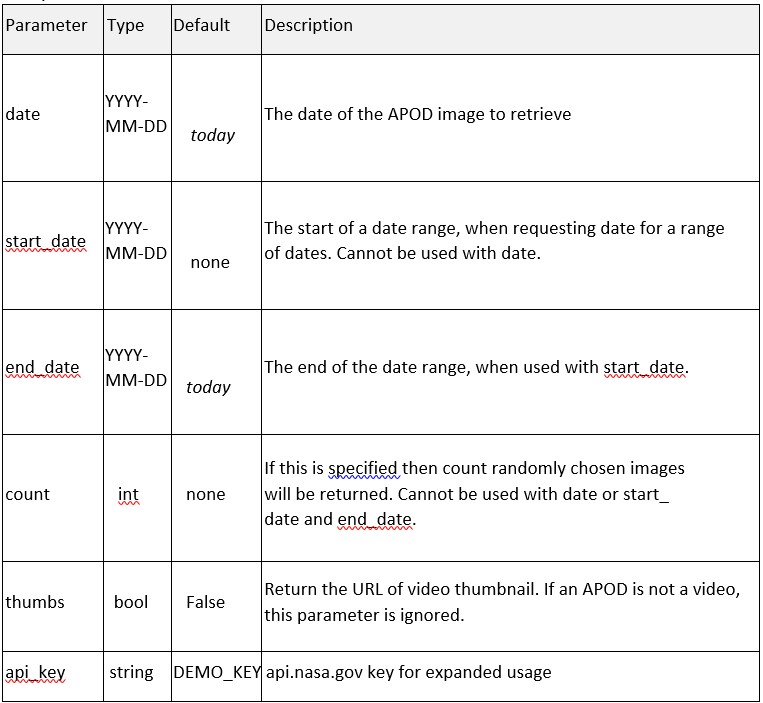 Parameter Type Default Description
date YYYY-MM-DD today The date of the APOD image to retrieve
start_date YYYY-MM-DD none The start of a date range, when requesting date for a range
of dates. Cannot be used with date.
end_date YYYY-MM-DD today The end of the date range, when used with start_date.
count int none If this is specified then count randomly chosen images
will be returned. Cannot be used with date or start_
date and end_date.
thumbs bool False Return the URL of video thumbnail. If an APOD is not a video,
this parameter is ignored.
api_key string DEMO_KEY api.nasa.gov key for expanded usage